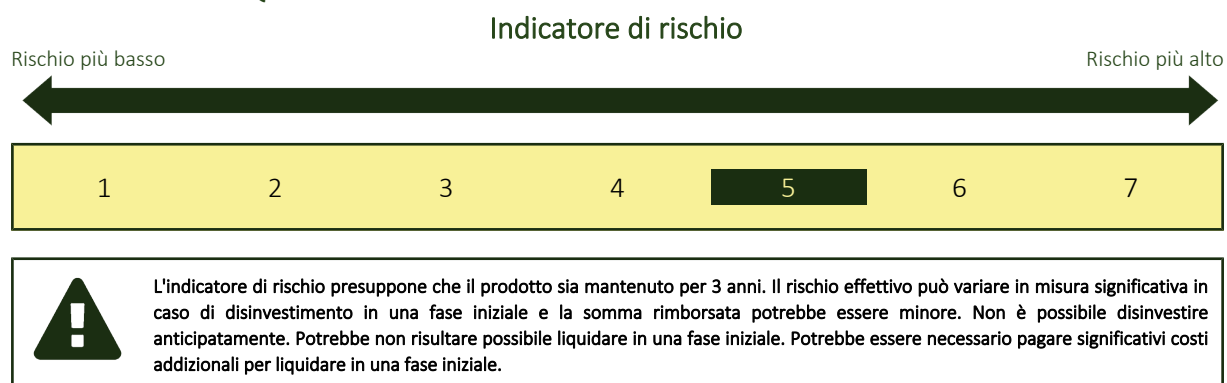 Indicatore di rischio
Rischio più basso
Rischio più alto
1 2 3 4 5 6 7
L'indicatore di rischio presuppone che il prodotto sia mantenuto per 3 anni. Il rischio effettivo può variare in misura significativa in
caso di disinvestimento in una fase iniziale e la somma rimborsata potrebbe essere minore. Non è possibile disinvestire
anticipatamente. Potrebbe non risultare possibile liquidare in una fase iniziale. Potrebbe essere necessario pagare significativi costi
addizionali per liquidare in una fase iniziale.